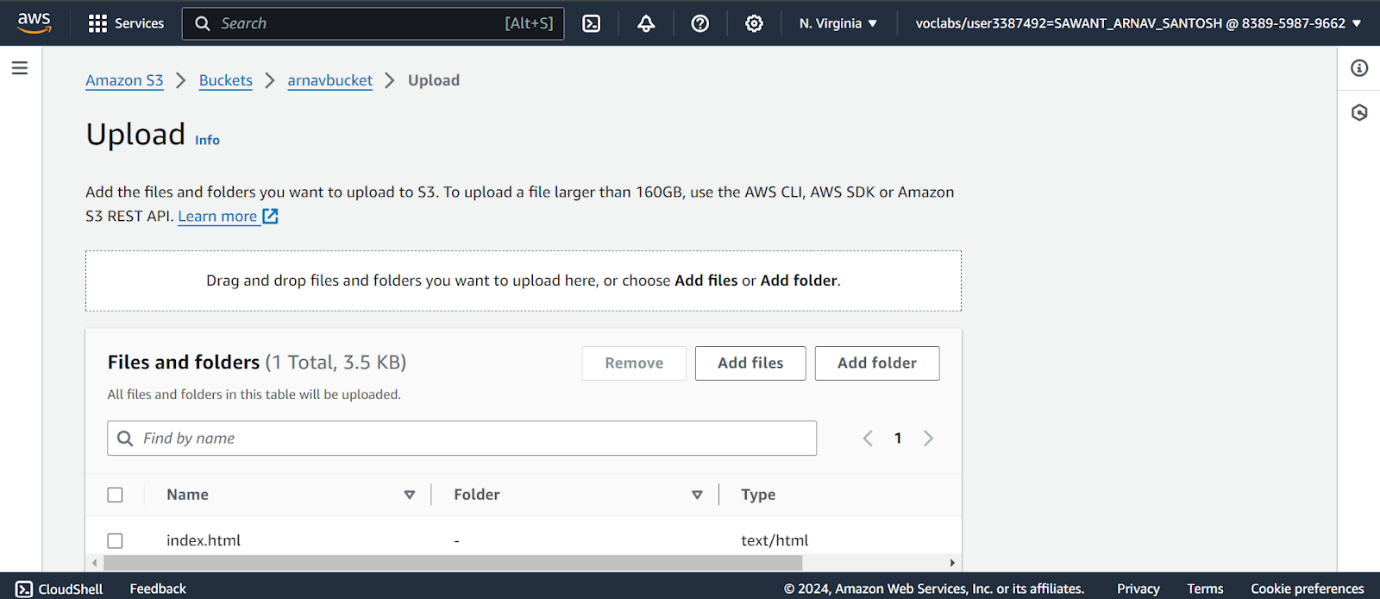 aws
Services
Search
[Alt+S]
N. Virginia
voclabs/user3387492=SAWANT_ARNAV_SANTOSH @ 8389-5987-9662
Amazon S3 > Buckets > arnavbucket > Upload
Upload Info
Add the files and folders you want to upload to S3. To upload a file larger than 160GB, use the AWS CLI, AWS SDK or Amazon
S3 REST API. Learn more
Drag and drop files and folders you want to upload here, or choose Add files or Add folder.
Files and folders (1 Total, 3.5 KB)
Remove
Add files
Add folder
All files and folders in this table will be uploaded.
Find by name
1
Name
Folder
Type
index.html
-
text/html
CloudShell
Feedback
© 2024, Amazon Web Services, Inc. or its affiliates.
Privacy
Terms
Cookie preferences